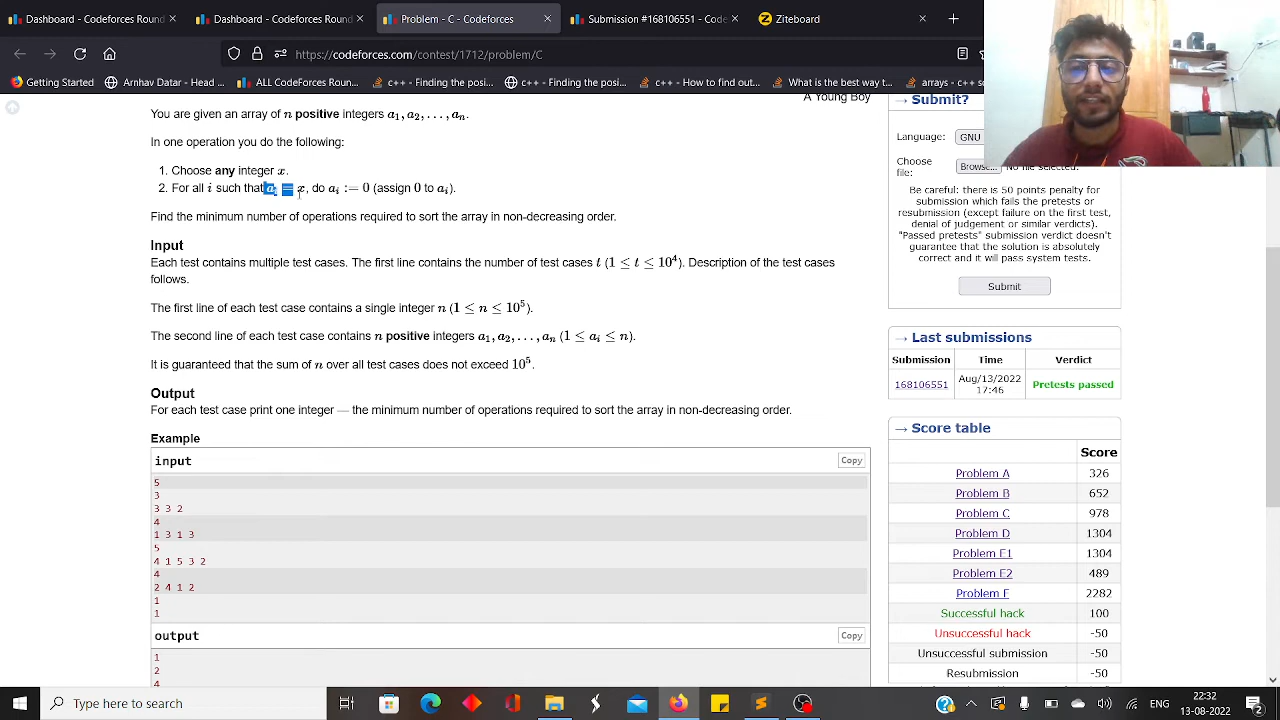 Dashboard - Codeforces Round
Dashboard - Codeforces Round
Problem - C - Codeforces
Submission #168106551 - Codef
Ziteboard
https://codeforces.com/contest/1712/problem/C
Getting Started
Arnhav Datar - Head ...
ALL CodeForces Roun...
c++ - Finding the posi...
c++ - Finding the posi...
c++ - How to find out...
What is the best way t...
arrays - c++
A Young Boy
You are given an array of n positive integers a₁, a₂, ..., aₙ.
In one operation you do the following:
1. Choose any integer x.
2. For all i such that aᵢ = x, do aᵢ := 0 (assign 0 to aᵢ).
Find the minimum number of operations required to sort the array in non-decreasing order.
Input
Each test contains multiple test cases. The first line contains the number of test cases t (1 ≤ t ≤ 10⁴). Description of the test cases
follows.
The first line of each test case contains a single integer n (1 ≤ n ≤ 10⁵).
The second line of each test case contains n positive integers a₁, a₂, ..., aₙ (1 ≤ aᵢ ≤ n).
It is guaranteed that the sum of n over all test cases does not exceed 10⁵.
Output
For each test case print one integer — the minimum number of operations required to sort the array in non-decreasing order.
Example
input
Copy
5
3
3 3 2
4
1 3 1 3
5
4 1 5 3 2
4
2 4 1 2
1
1
output
Copy
1
2
4
→ Submit?
Language:
GNU
Choose
file:
Browse...
No file selected.
Be careful: there is 50 points penalty for
submission which fails the pretests or
resubmission (except failure on the first test,
denial of judgement or similar verdicts).
"Passed pretests" submission verdict doesn't
guarantee that the solution is absolutely
correct and it will pass system tests.
Submit
→ Last submissions
Submission Time Verdict
168106551 Aug/13/2022 17:46 Pretests passed
→ Score table
Score
Problem A 326
Problem B 652
Problem C 978
Problem D 1304
Problem E1 1304
Problem E2 489
Problem F 2282
Successful hack 100
Unsuccessful hack -50
Unsuccessful submission -50
Resubmission -50
Type here to search
ENG
22:32
13-08-2022